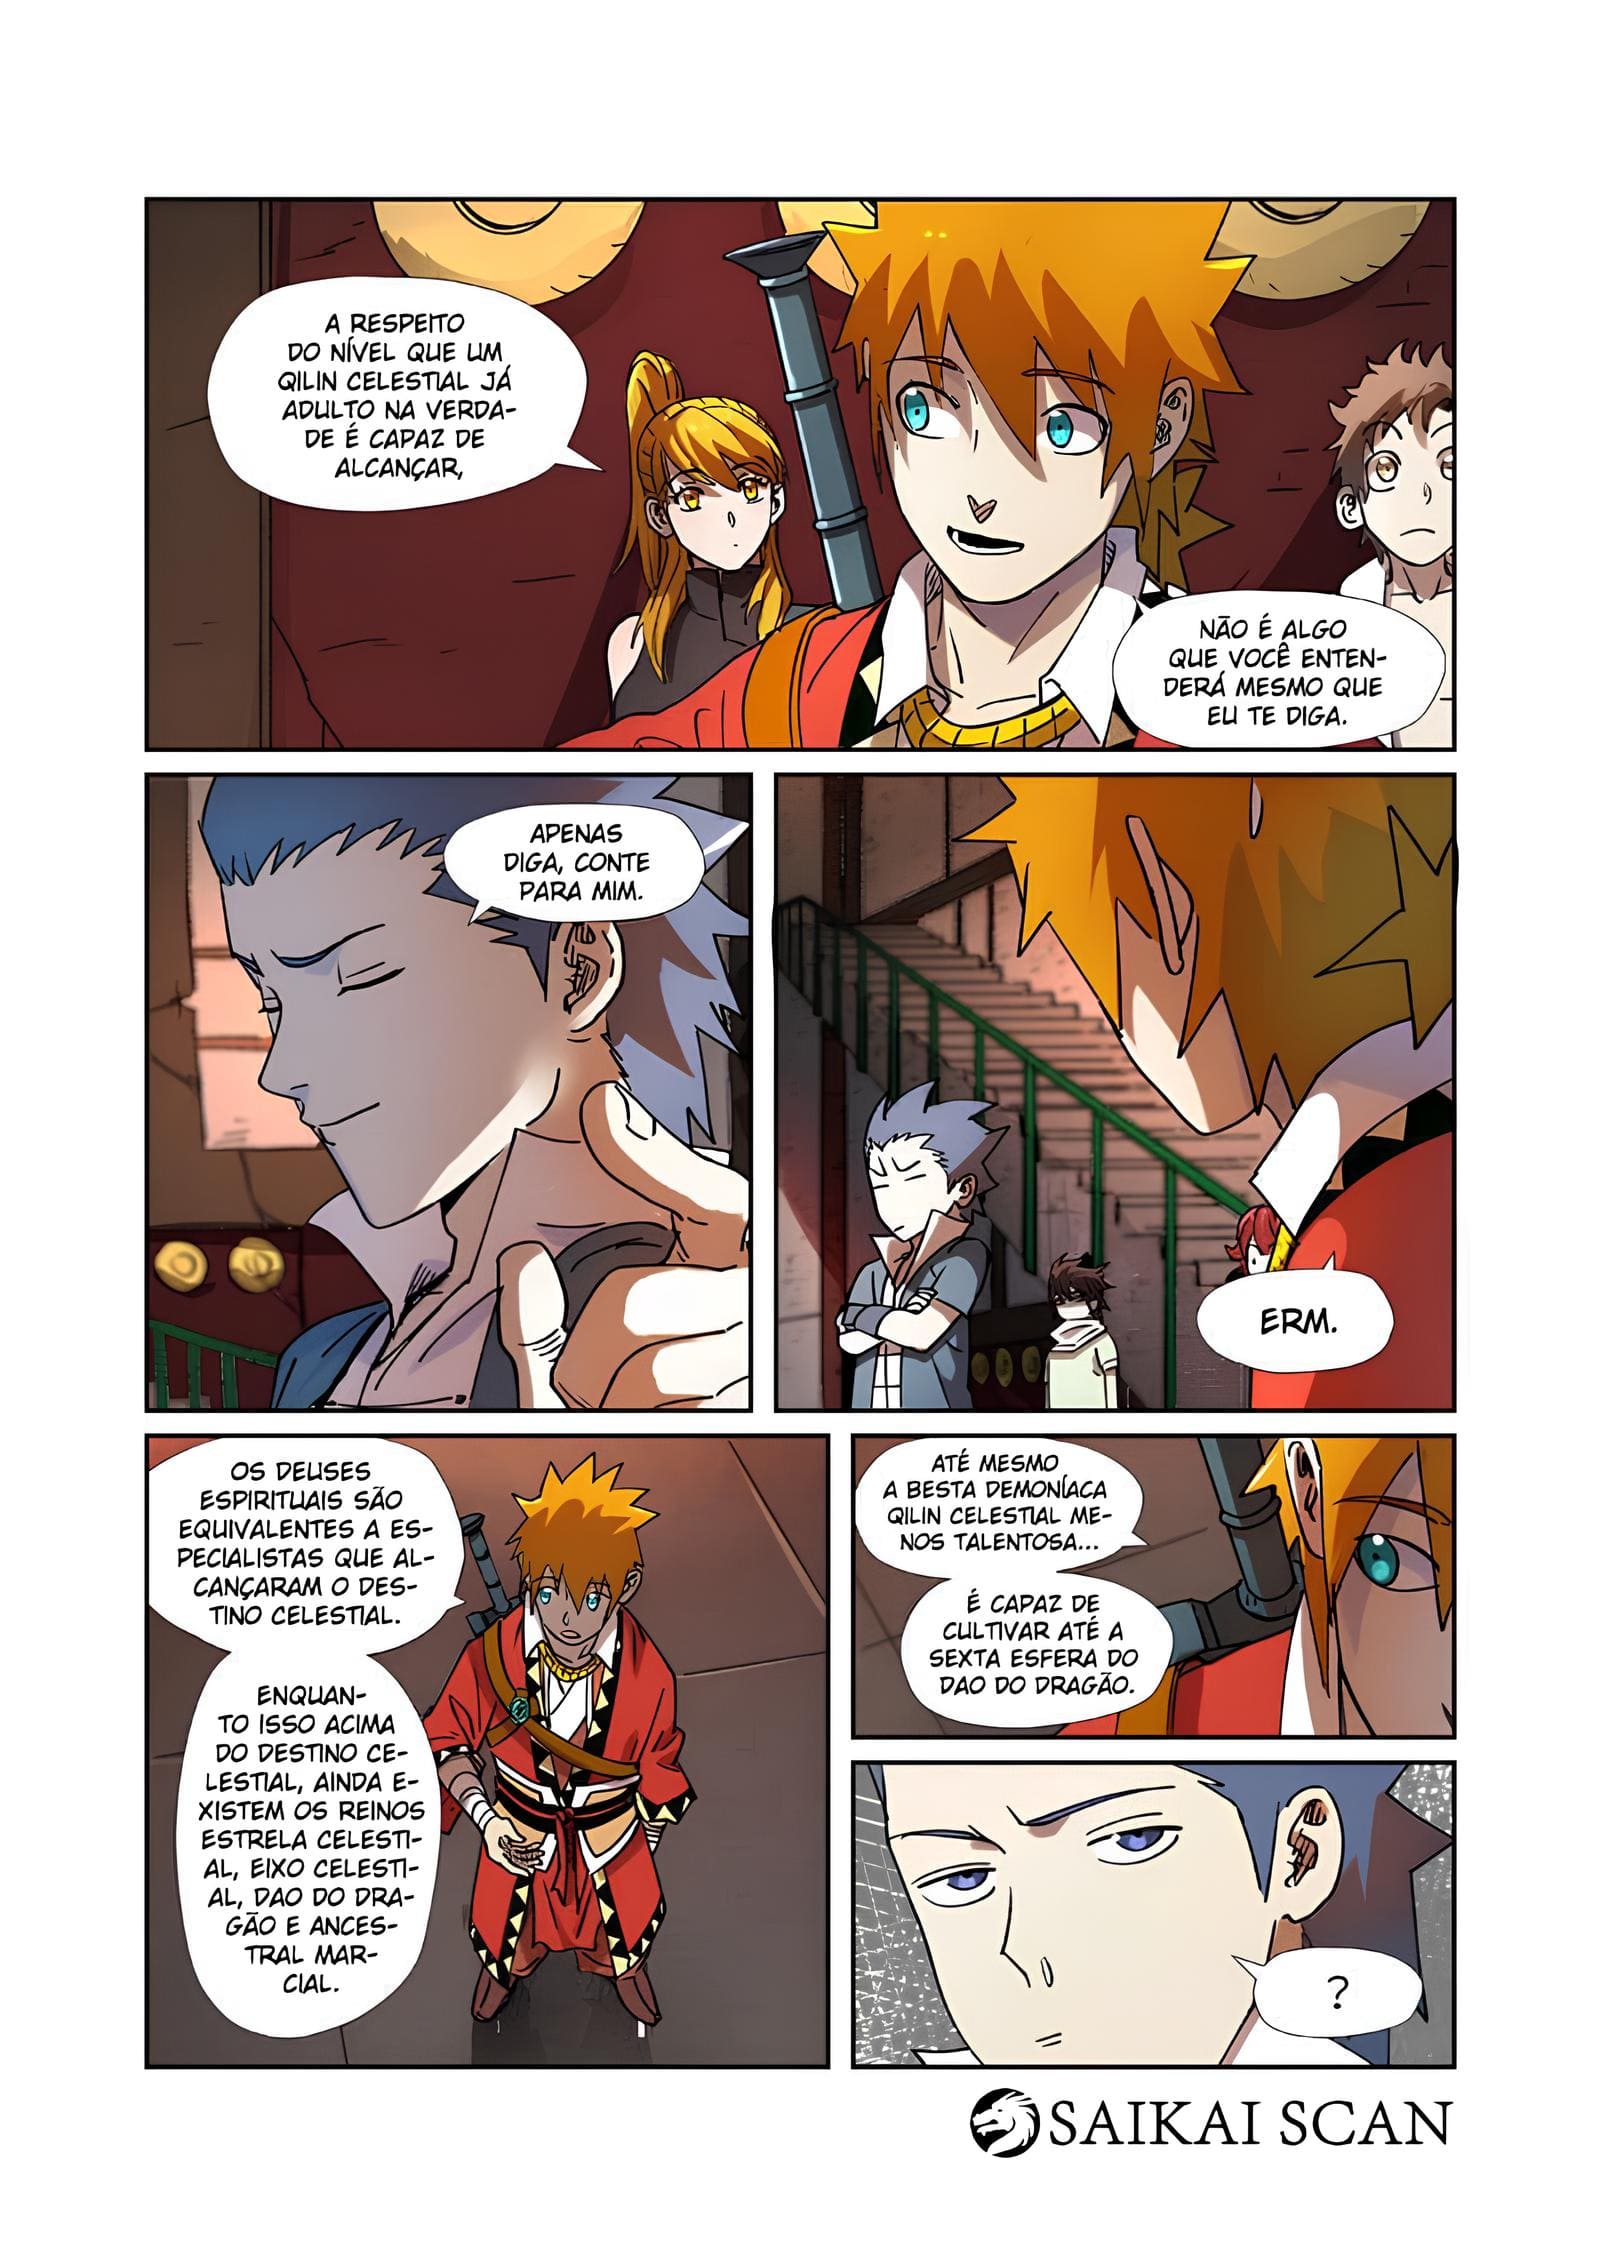 A RESPEITO
DO NÍVEL QUE UM
QILIN CELESTIAL JÁ
ADULTO NA VERDA-
DE É CAPAZ DE
ALCANÇAR,
NÃO É ALGO
QUE VOCÊ ENTEN-
DERÁ MESMO QUE
EU TE DIGA.
APENAS
DIGA, CONTE
PARA MIM.
ERM.
OS DEUSES
ESPIRITUAIS SÃO
EQUIVALENTES A ES-
PECIALISTAS QUE AL-
CANÇARAM O DES-
TINO CELESTIAL.
ENQUAN-
TO ISSO ACIMA
DO DESTINO CE-
LESTIAL, AINDA E-
XISTEM OS REINOS
ESTRELA CELESTI-
AL, EIXO CELESTI-
AL, DAO DO DRA-
GÃO E ANCES-
TRAL MAR-
CIAL.
ATÉ MESMO
A BESTA DEMONÍACA
QILIN CELESTIAL ME-
NOS TALENTOSA...
É CAPAZ DE
CULTIVAR ATÉ A
SEXTA ESFERA DO
DAO DO DRAGÃO.
?
SAIKAI SCAN